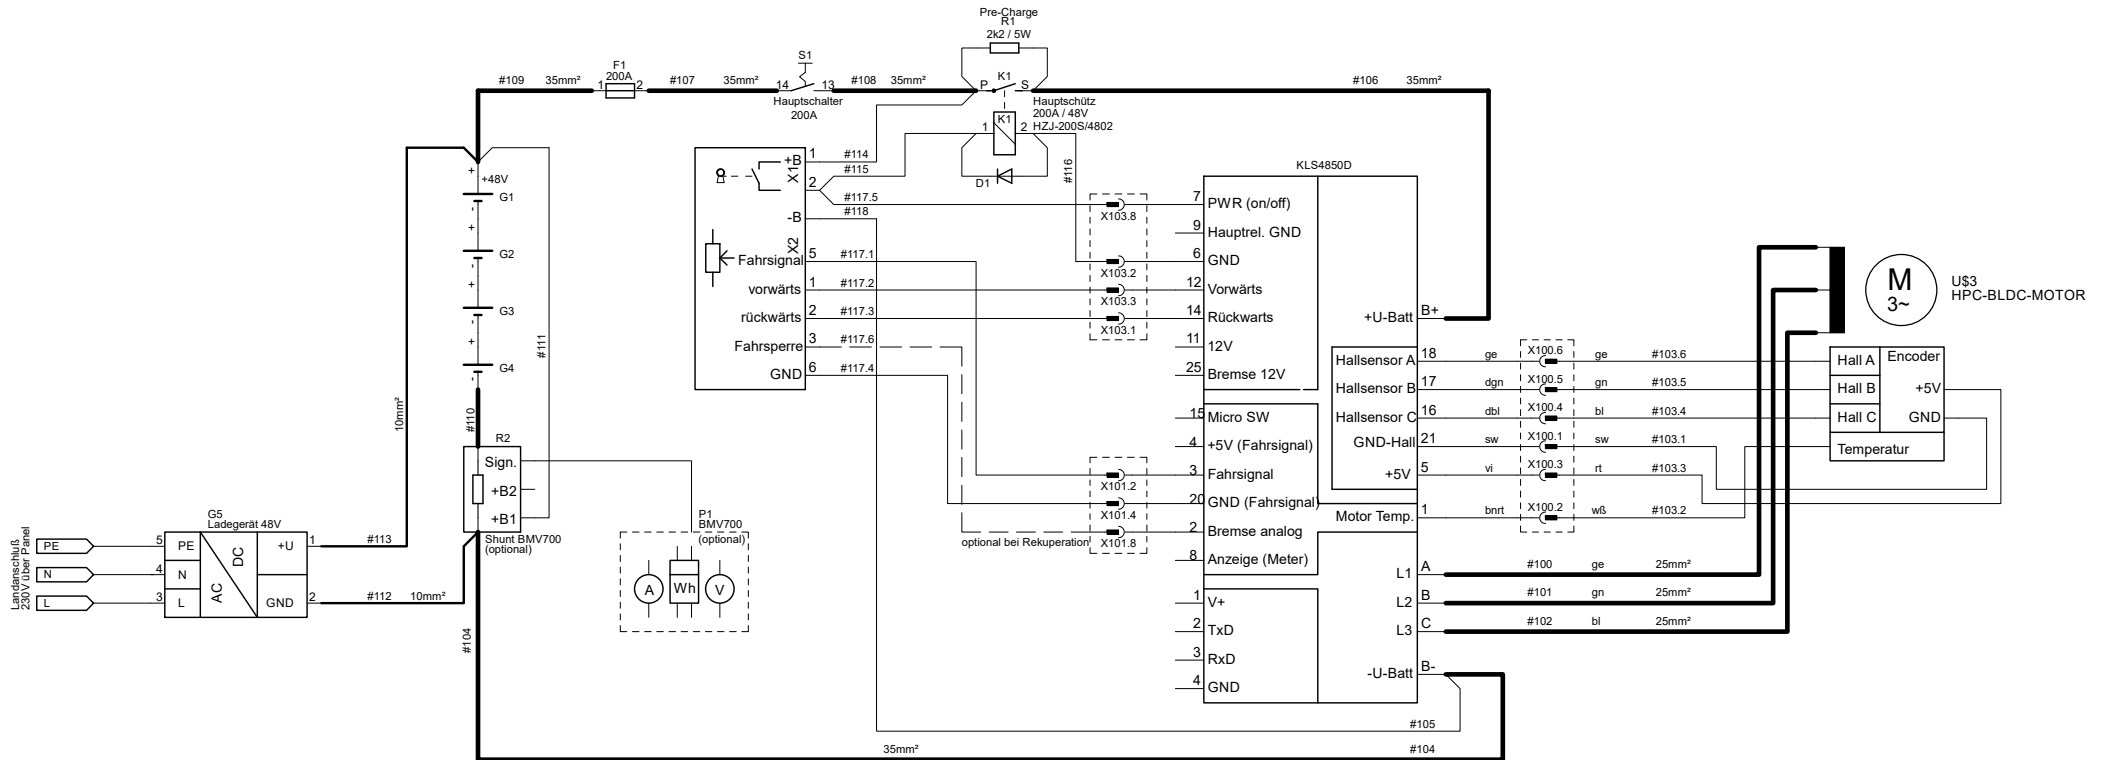 Pre-Charge
R1
2k2 / 5W
#109
35mm²
F1
200A
1
2
#107
35mm²
S1
14
13
Hauptschalter
200A
#108
35mm²
P
K1
S
Hauptschütz
200A / 48V
HZJ-200S/4802
#106
35mm²
1
K1
2
D1
#116
+48V
+
-
G1
+
-
G2
+
-
G3
+
-
G4
#111
10mm²
#110
R2
Sign.
+B2
+B1
Shunt BMV700
(optional)
P1
BMV700
(optional)
A
Wh
V
G5
Ladegerät 48V
Landanschluß
230V über Panel
PE
N
L
5
4
3
PE
N
L
AC
DC
+U
GND
1
2
#113
#112
10mm²
#104
+B
X1
1
2
-B
X2
Fahrsignal
5
vorwärts
1
rückwärts
2
Fahrsperre
3
GND
6
#114
#115
#117.5
#118
#117.1
#117.2
#117.3
#117.6
#117.4
X103.8
X103.2
X103.3
X103.1
X101.2
X101.4
X101.8
optional bei Rekuperation
KLS4850D
7
PWR (on/off)
9
Hauptrel. GND
6
GND
12
Vorwärts
14
Rückwarts
11
12V
25
Bremse 12V
15
Micro SW
4
+5V (Fahrsignal)
3
Fahrsignal
20
GND (Fahrsignal)
2
Bremse analog
8
Anzeige (Meter)
1
V+
2
TxD
3
RxD
4
GND
+U-Batt
B+
Hallsensor A
18
Hallsensor B
17
Hallsensor C
16
GND-Hall
21
+5V
5
Motor Temp.
1
L1
A
L2
B
L3
C
-U-Batt
B-
ge
X100.6
ge
#103.6
dgn
X100.5
gn
#103.5
dbl
X100.4
bl
#103.4
sw
X100.1
sw
#103.1
vi
X100.3
rt
#103.3
bnrt
X100.2
wß
#103.2
#100
ge
25mm²
#101
gn
25mm²
#102
bl
25mm²
M
3~
U$3
HPC-BLDC-MOTOR
Hall A
Encoder
Hall B
+5V
Hall C
GND
Temperatur
#105
35mm²
#104